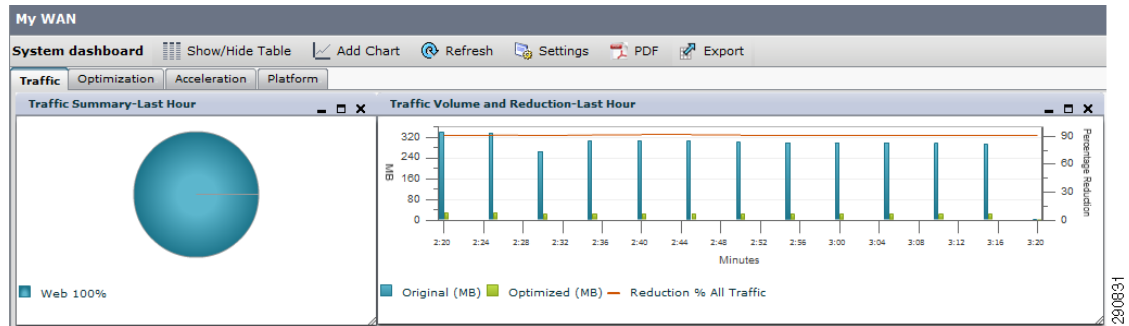 My WAN
System dashboard Show/Hide Table Add Chart Refresh Settings PDF Export
Traffic Optimization Acceleration Platform
Traffic Summary-Last Hour
Web 100%
Traffic Volume and Reduction-Last Hour
320
240
160
80
0
MB
90
60
30
0
Percentage Reduction
2:20 2:24 2:28 2:32 2:36 2:40 2:44 2:48 2:52 2:56 3:00 3:04 3:08 3:12 3:16 3:20
Minutes
Original (MB) Optimized (MB) Reduction % All Traffic
290831